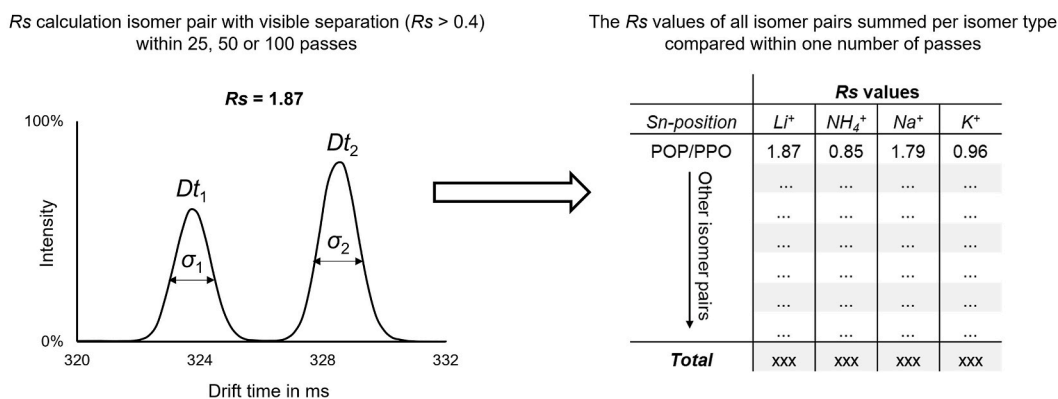 Rs calculation isomer pair with visible separation (Rs > 0.4)
within 25, 50 or 100 passes
Rs = 1.87
100%
Dt₁
Dt₂
σ₁
σ₂
Intensity
0%
320 324 328 332
Drift time in ms
The Rs values of all isomer pairs summed per isomer type
compared within one number of passes
Rs values
Sn-position Li⁺ NH₄⁺ Na⁺ K⁺
POP/PPO 1.87 0.85 1.79 0.96
... ... ... ...
... ... ... ...
... ... ... ...
... ... ... ...
... ... ... ...
... ... ... ...
Other isomer pairs
Total xxx xxx xxx xxx